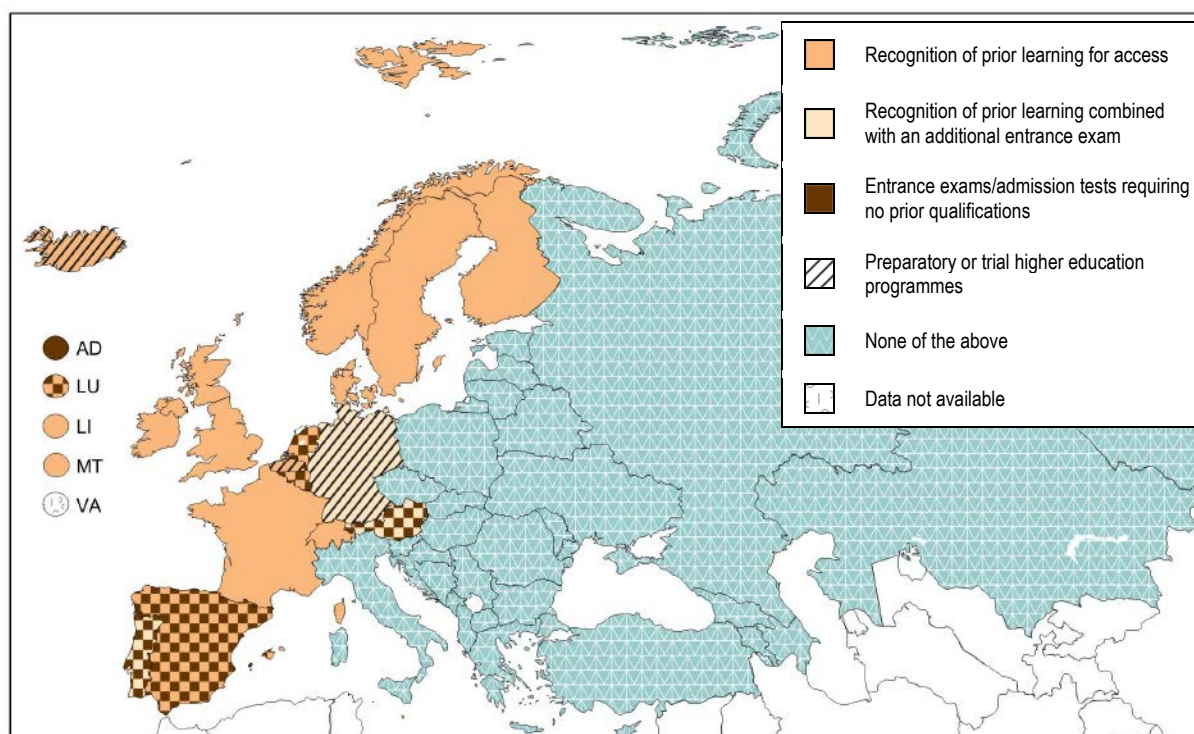 Recognition of prior learning for access
Recognition of prior learning combined
with an additional entrance exam
Entrance exams/admission tests requiring
no prior qualifications
Preparatory or trial higher education
programmes
None of the above
Data not available
AD
LU
LI
MT
VA